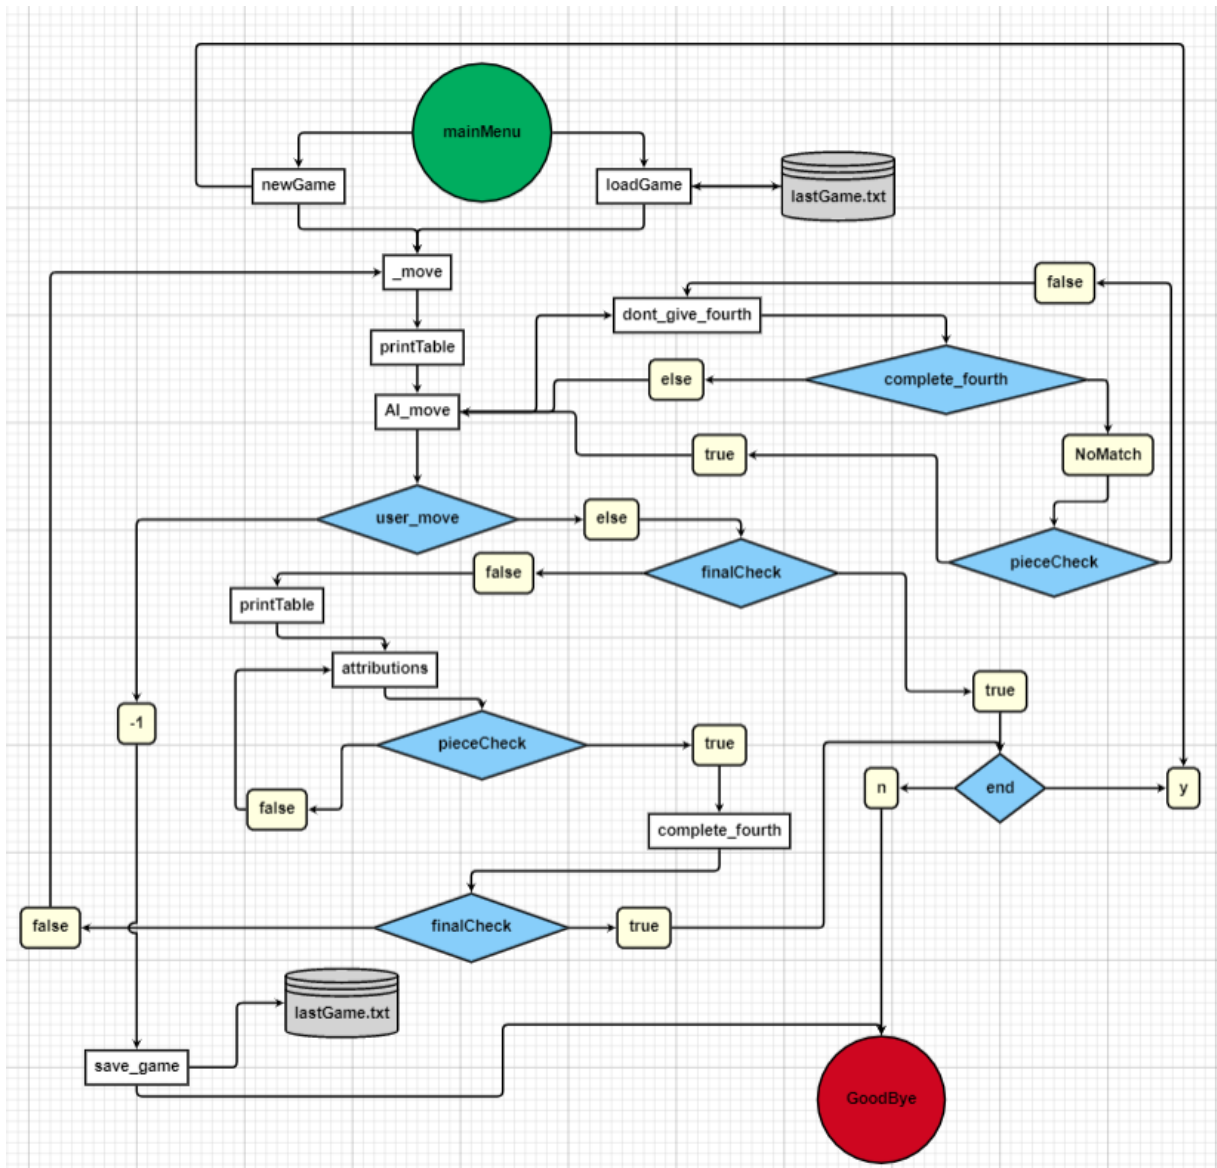 mainMenu
newGame
loadGame
lastGame.txt
_move
false
dont_give_fourth
printTable
else
complete_fourth
AI_move
true
NoMatch
user_move
else
pieceCheck
false
finalCheck
printTable
attributions
true
-1
pieceCheck
true
n
end
y
false
complete_fourth
false
finalCheck
true
lastGame.txt
save_game
GoodBye